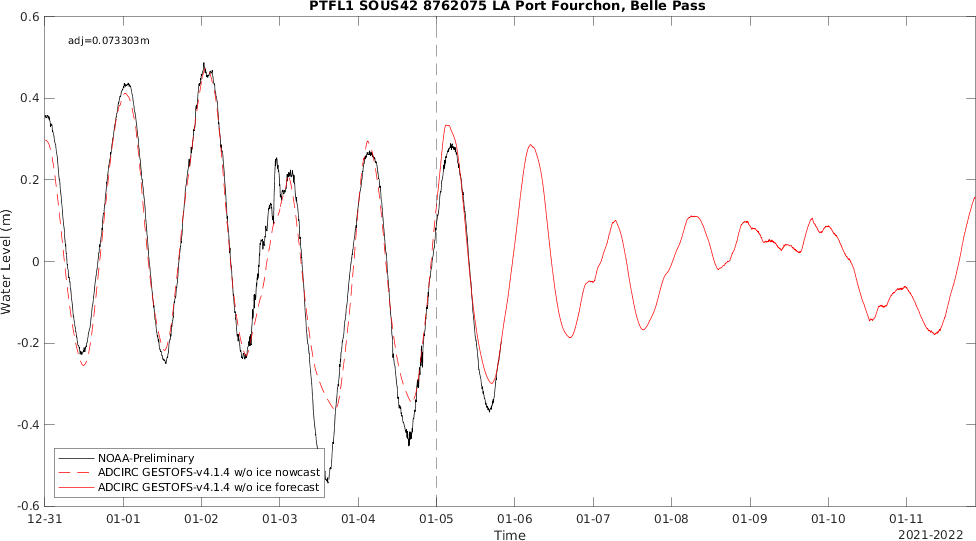 PTFL1 SOUS42 8762075 LA Port Fourchon, Belle Pass
adj=0.073303m
0.6
0.4
0.2
0
-0.2
-0.4
-0.6
Water Level (m)
NOAA-Preliminary
ADCIRC GESTOFS-v4.1.4 w/o ice nowcast
ADCIRC GESTOFS-v4.1.4 w/o ice forecast
12-31 01-01 01-02 01-03 01-04 01-05 01-06 01-07 01-08 01-09 01-10 01-11
Time
2021-2022